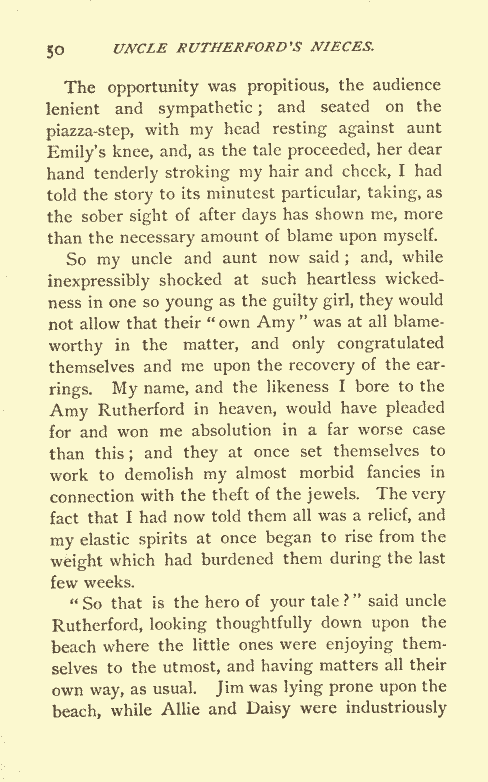 50 UNCLE RUTHERFORD'S NIECES.
The opportunity was propitious, the audience
lenient and sympathetic; and seated on the
piazza-step, with my head resting against aunt
Emily's knee, and, as the tale proceeded, her dear
hand tenderly stroking my hair and cheek, I had
told the story to its minutest particular, taking, as
the sober sight of after days has shown me, more
than the necessary amount of blame upon myself.
So my uncle and aunt now said; and, while
inexpressibly shocked at such heartless wicked-
ness in one so young as the guilty girl, they would
not allow that their "own Amy" was at all blame-
worthy in the matter, and only congratulated
themselves and me upon the recovery of the ear-
rings. My name, and the likeness I bore to the
Amy Rutherford in heaven, would have pleaded
for and won me absolution in a far worse case
than this; and they at once set themselves to
work to demolish my almost morbid fancies in
connection with the theft of the jewels. The very
fact that I had now told them all was a relief, and
my elastic spirits at once began to rise from the
weight which had burdened them during the last
few weeks.
"So that is the hero of your tale?" said uncle
Rutherford, looking thoughtfully down upon the
beach where the little ones were enjoying them-
selves to the utmost, and having matters all their
own way, as usual. Jim was lying prone upon the
beach, while Allie and Daisy were industriously